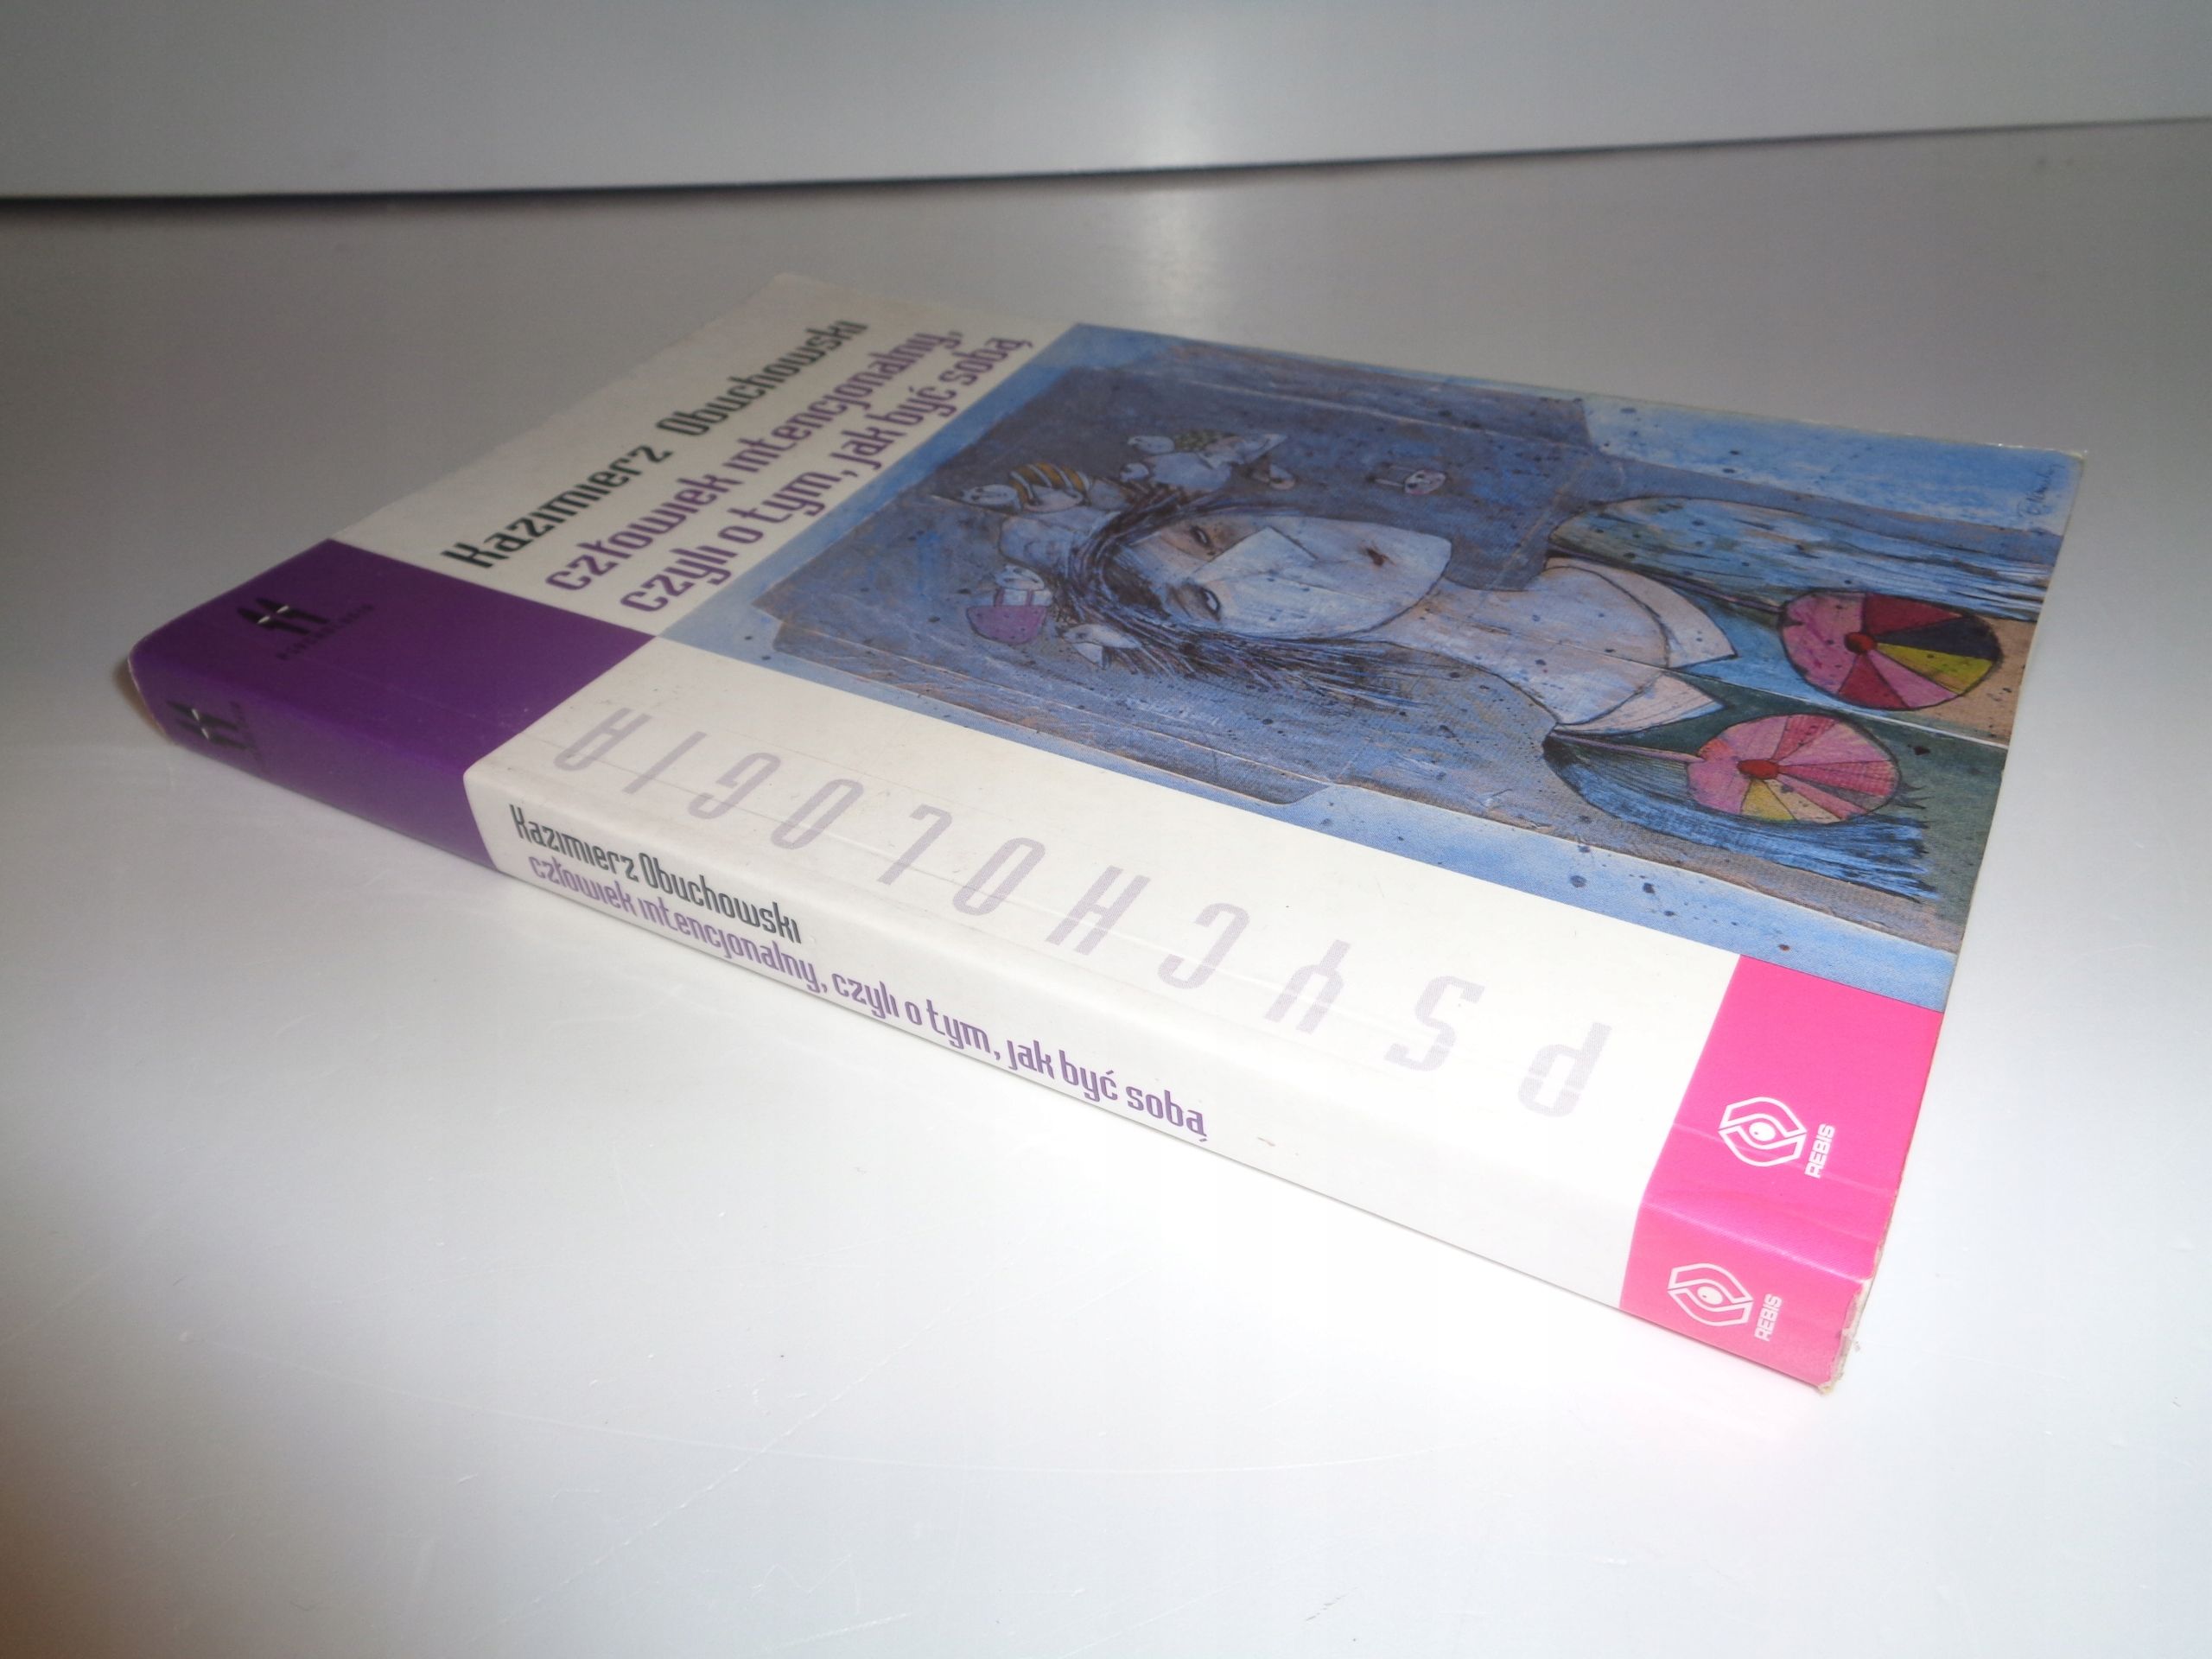 Kazimierz Obuchowski
człowiek intencjonalny,
czyli o tym, jak być sobą
PSYCHOLOGIA
REBIS
Kazimierz Obuchowski
człowiek intencjonalny, czyli o tym, jak być sobą
REBIS